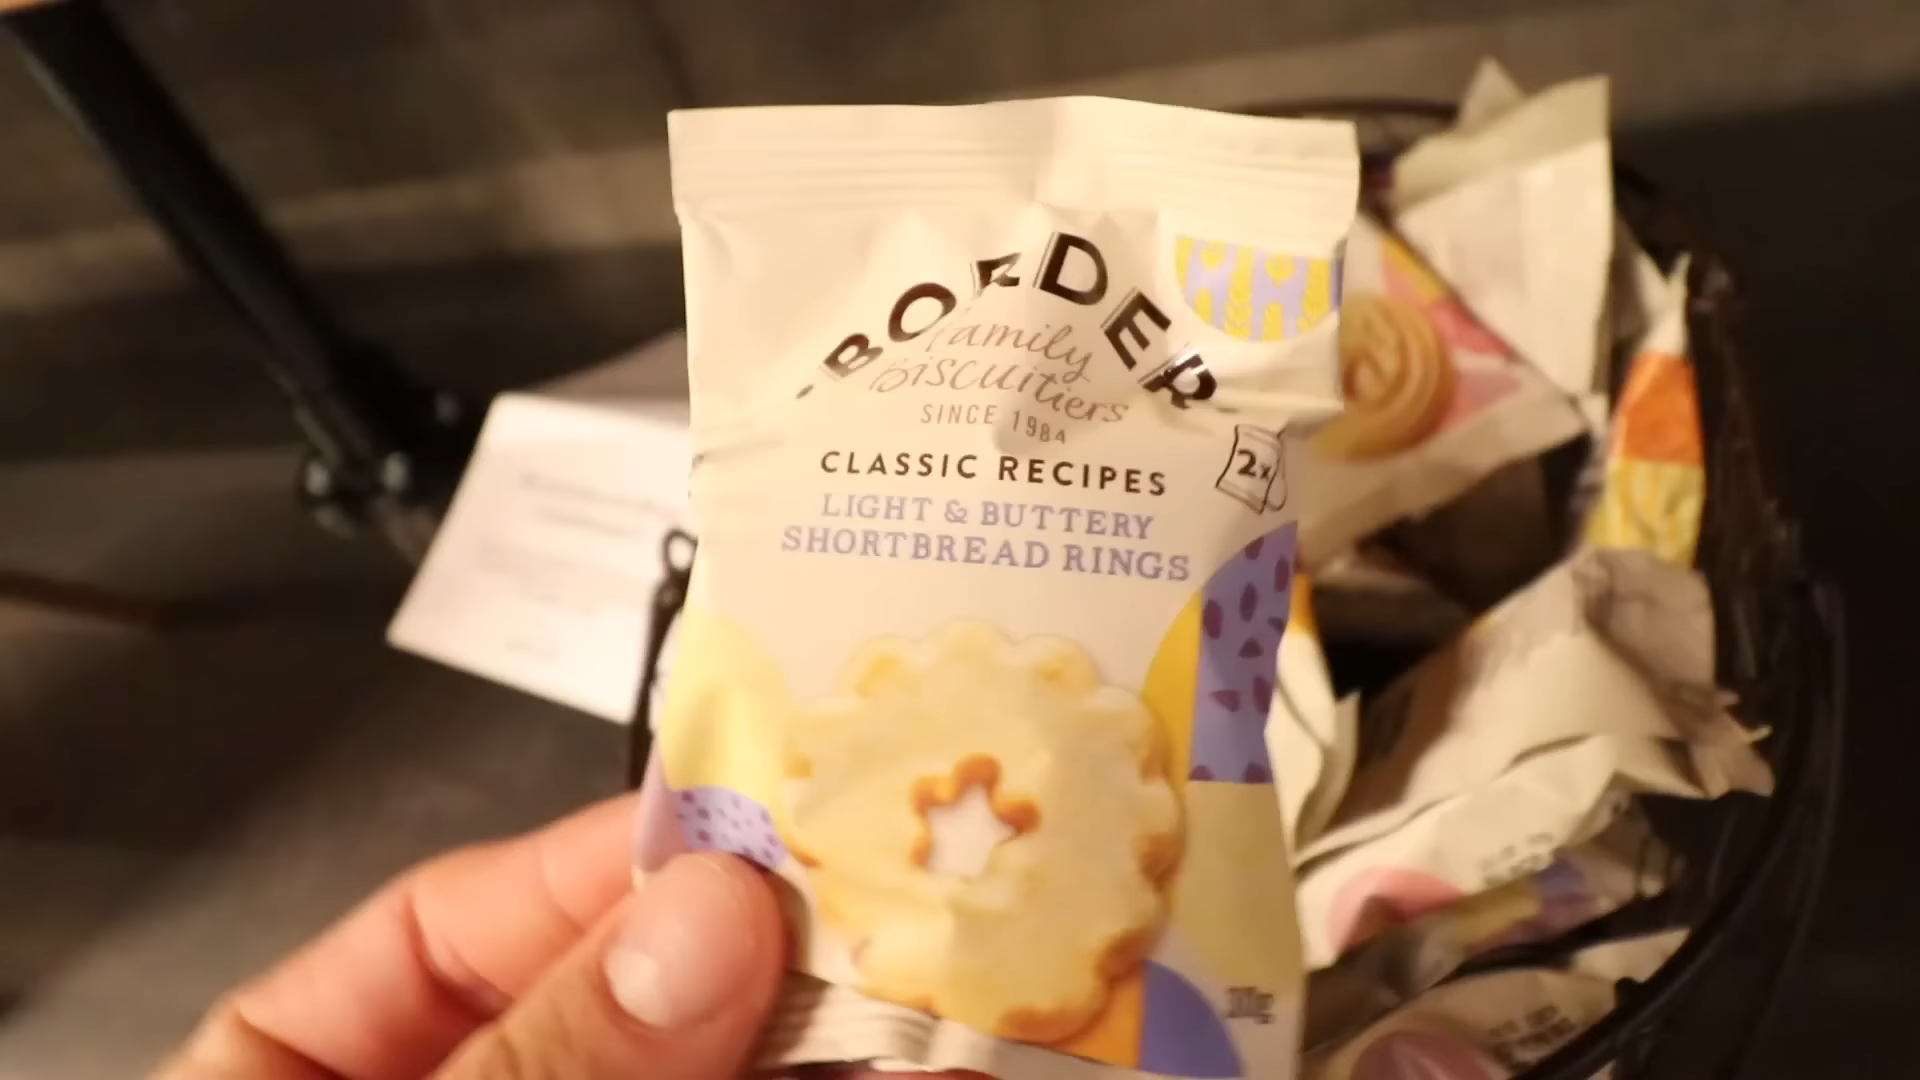 BORDER
family
biscuitiers
SINCE 1984
CLASSIC RECIPES
2x
LIGHT & BUTTERY
SHORTBREAD RINGS